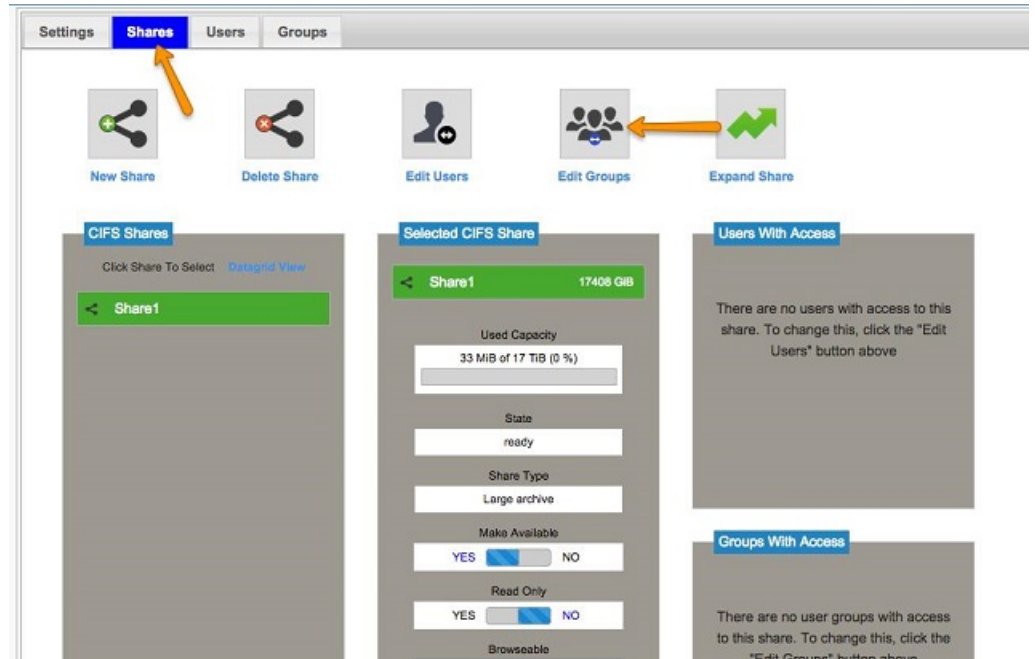 Settings Shares Users Groups
New Share Delete Share Edit Users Edit Groups Expand Share
CIFS Shares
Click Share To Select Datagrid View
Share1
Selected CIFS Share
Share1 17408 GiB
Used Capacity
33 MiB of 17 TiB (0 %)
State
ready
Share Type
Large archive
Make Available
YES NO
Read Only
YES NO
Browseable
Users With Access
There are no users with access to this
share. To change this, click the "Edit
Users" button above
Groups With Access
There are no user groups with access
to this share. To change this, click the
"Edit Groups" button above